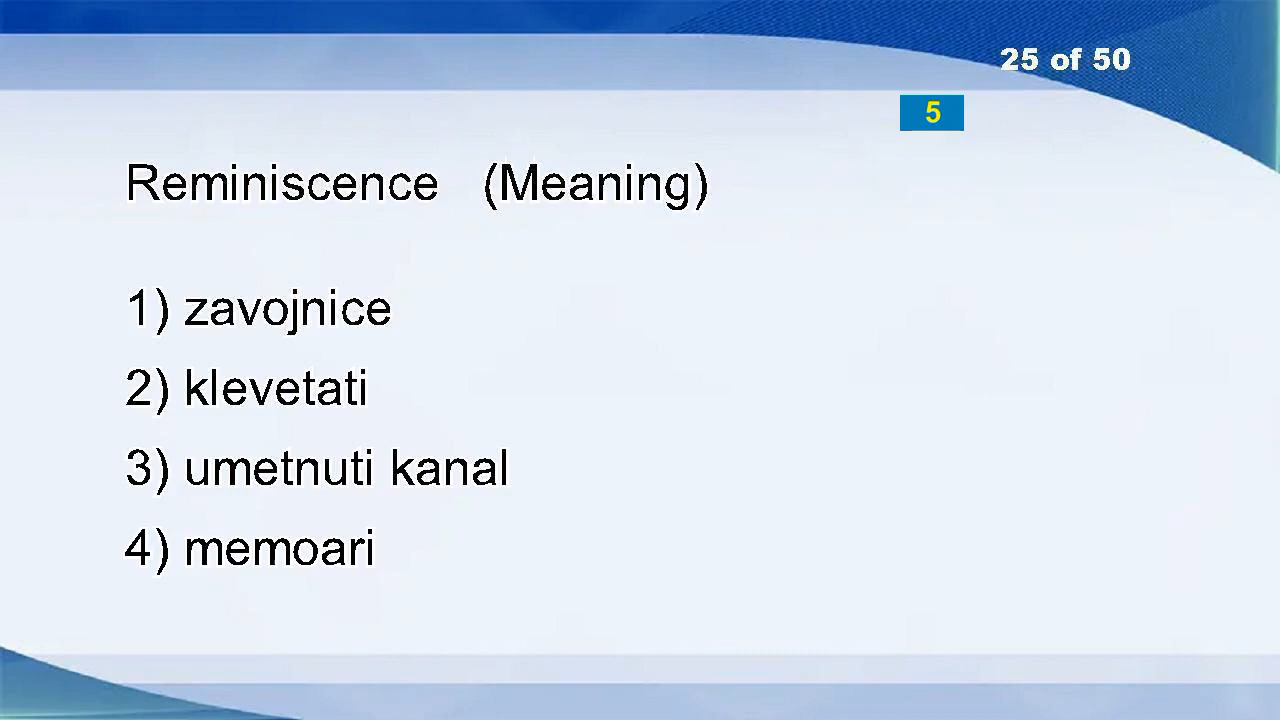 25 of 50
5
Reminiscence (Meaning)
1) zavojnice
2) klevetati
3) umetnuti kanal
4) memoari